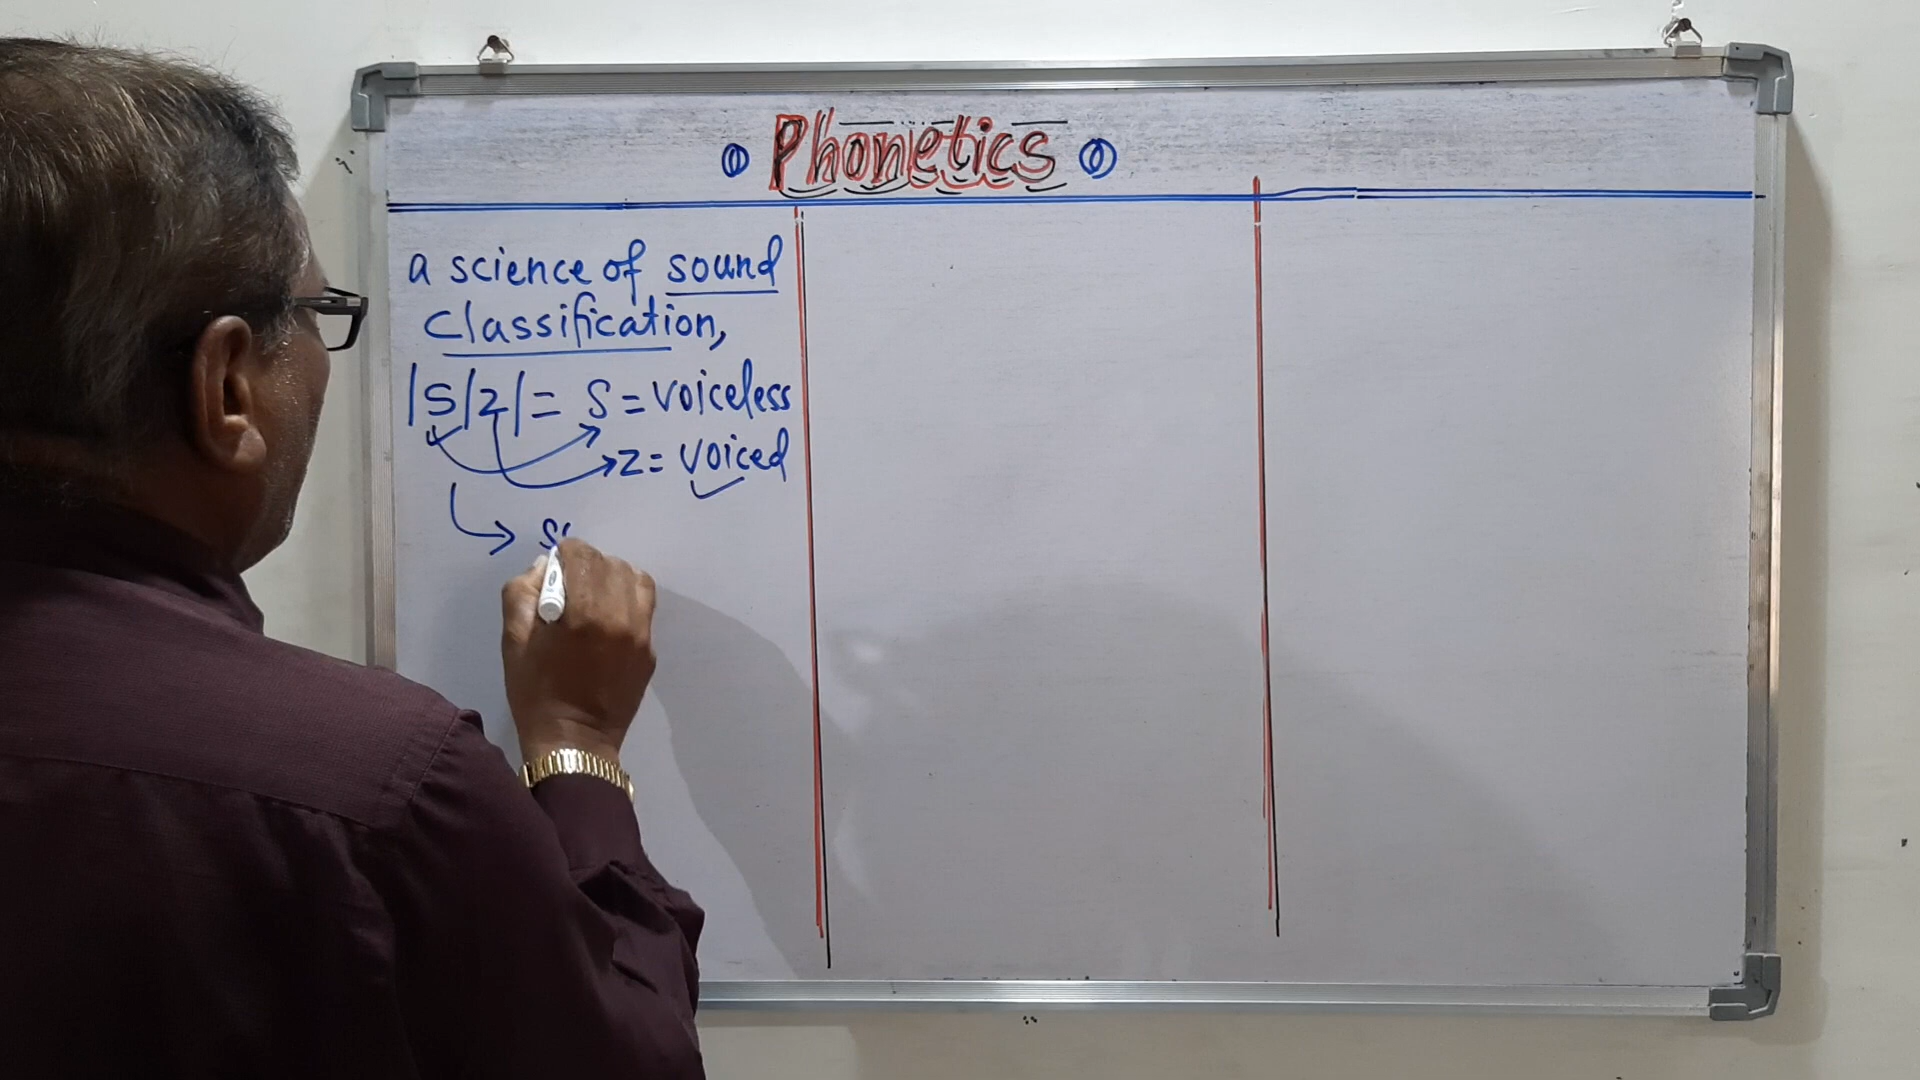 Phonetics
a science of sound
classification,
|s|z| = s = voiceless
z = voiced